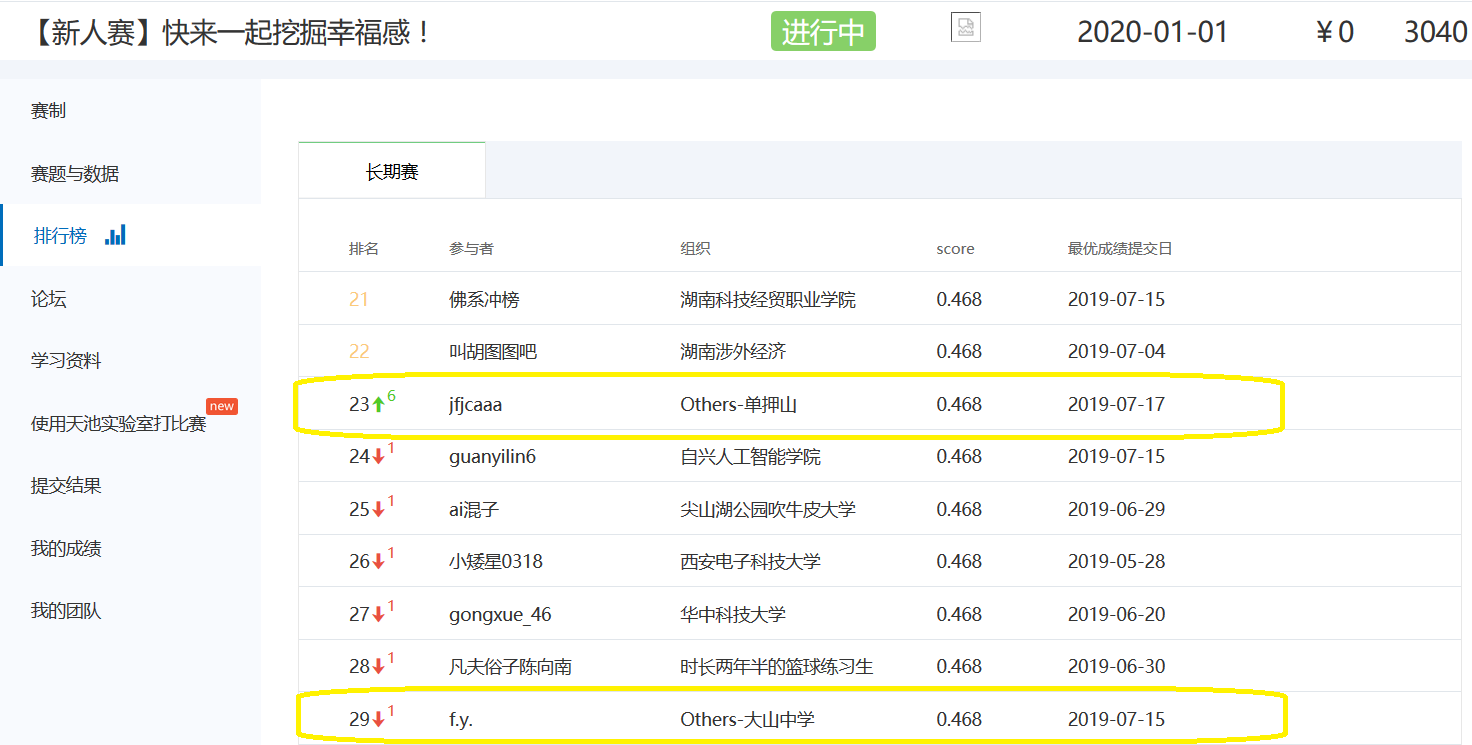 【新人赛】快来一起挖掘幸福感！ 进行中 2020-01-01 ￥0 3040
赛制
赛题与数据
排行榜
论坛
学习资料
使用天池实验室打比赛 new
提交结果
我的成绩
我的团队
长期赛
排名 参与者 组织 score 最优成绩提交日
21 佛系冲榜 湖南科技经贸职业学院 0.468 2019-07-15
22 叫胡图图吧 湖南涉外经济 0.468 2019-07-04
23 6 jfjcaaa Others-单押山 0.468 2019-07-17
24 1 guanyilin6 自兴人工智能学院 0.468 2019-07-15
25 1 ai混子 尖山湖公园吹牛皮大学 0.468 2019-06-29
26 1 小矮星0318 西安电子科技大学 0.468 2019-05-28
27 1 gongxue_46 华中科技大学 0.468 2019-06-20
28 1 凡夫俗子陈向南 时长两年半的篮球练习生 0.468 2019-06-30
29 1 f.y. Others-大山中学 0.468 2019-07-15